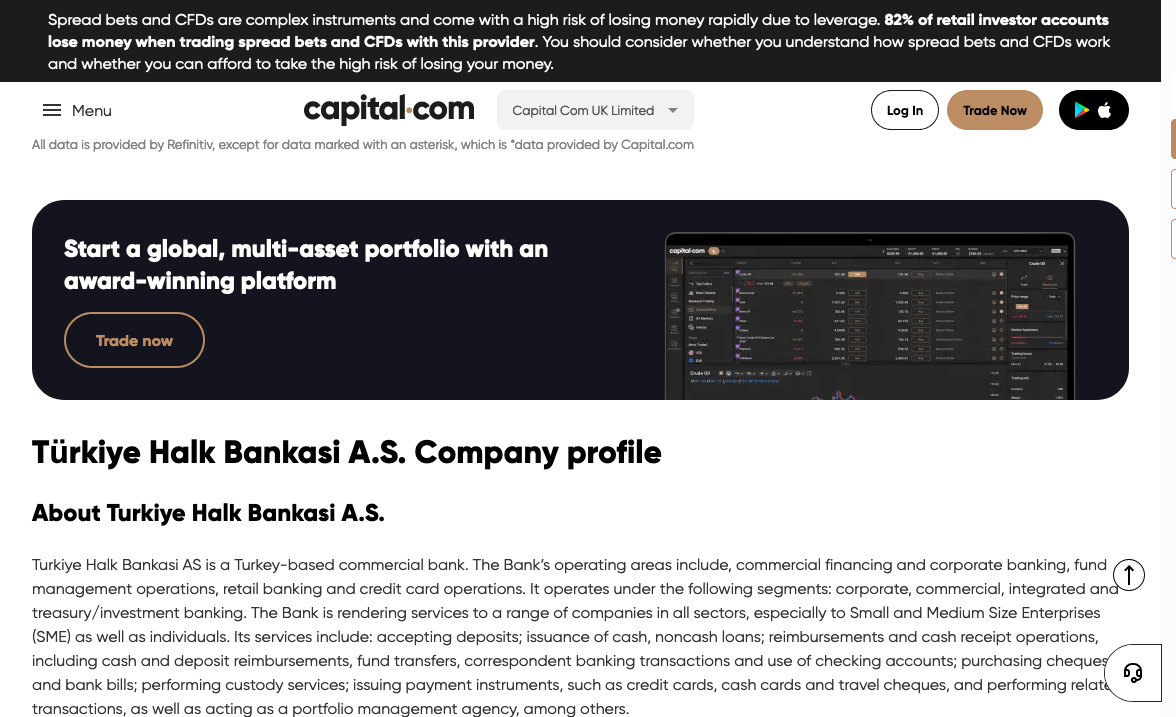 Spread bets and CFDs are complex instruments and come with a high risk of losing money rapidly due to leverage. 82% of retail investor accounts
lose money when trading spread bets and CFDs with this provider. You should consider whether you understand how spread bets and CFDs work
and whether you can afford to take the high risk of losing your money.
Menu
capital.com
Capital Com UK Limited
Log In
Trade Now
All data is provided by Refinitiv, except for data marked with an asterisk, which is *data provided by Capital.com
Start a global, multi-asset portfolio with an
award-winning platform
Trade now
capital.com
Crude Oil
Crude Oil
Türkiye Halk Bankasi A.S. Company profile
About Turkiye Halk Bankasi A.S.
Turkiye Halk Bankasi AS is a Turkey-based commercial bank. The Bank's operating areas include, commercial financing and corporate banking, fund
management operations, retail banking and credit card operations. It operates under the following segments: corporate, commercial, integrated and
treasury/investment banking. The Bank is rendering services to a range of companies in all sectors, especially to Small and Medium Size Enterprises
(SME) as well as individuals. Its services include: accepting deposits; issuance of cash, noncash loans; reimbursements and cash receipt operations,
including cash and deposit reimbursements, fund transfers, correspondent banking transactions and use of checking accounts; purchasing cheques
and bank bills; performing custody services; issuing payment instruments, such as credit cards, cash cards and travel cheques, and performing relate
transactions, as well as acting as a portfolio management agency, among others.